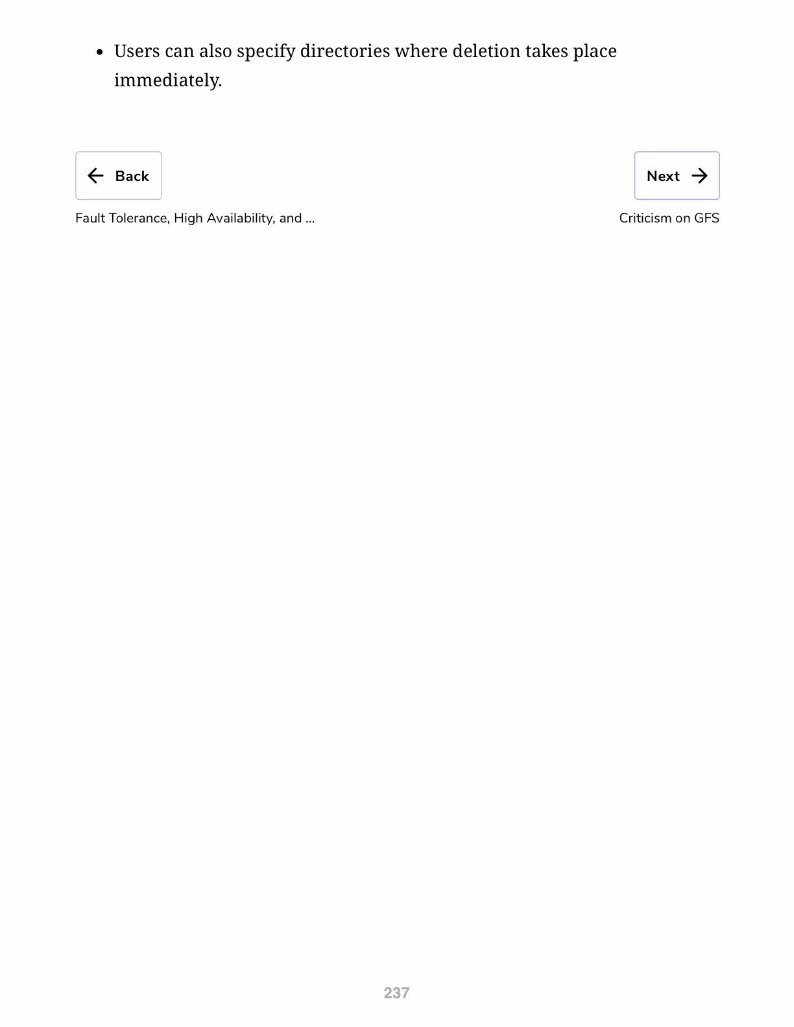 • Users can also specify directories where deletion takes place
immediately.
← Back
Next →
Fault Tolerance, High Availability, and ...
Criticism on GFS
237